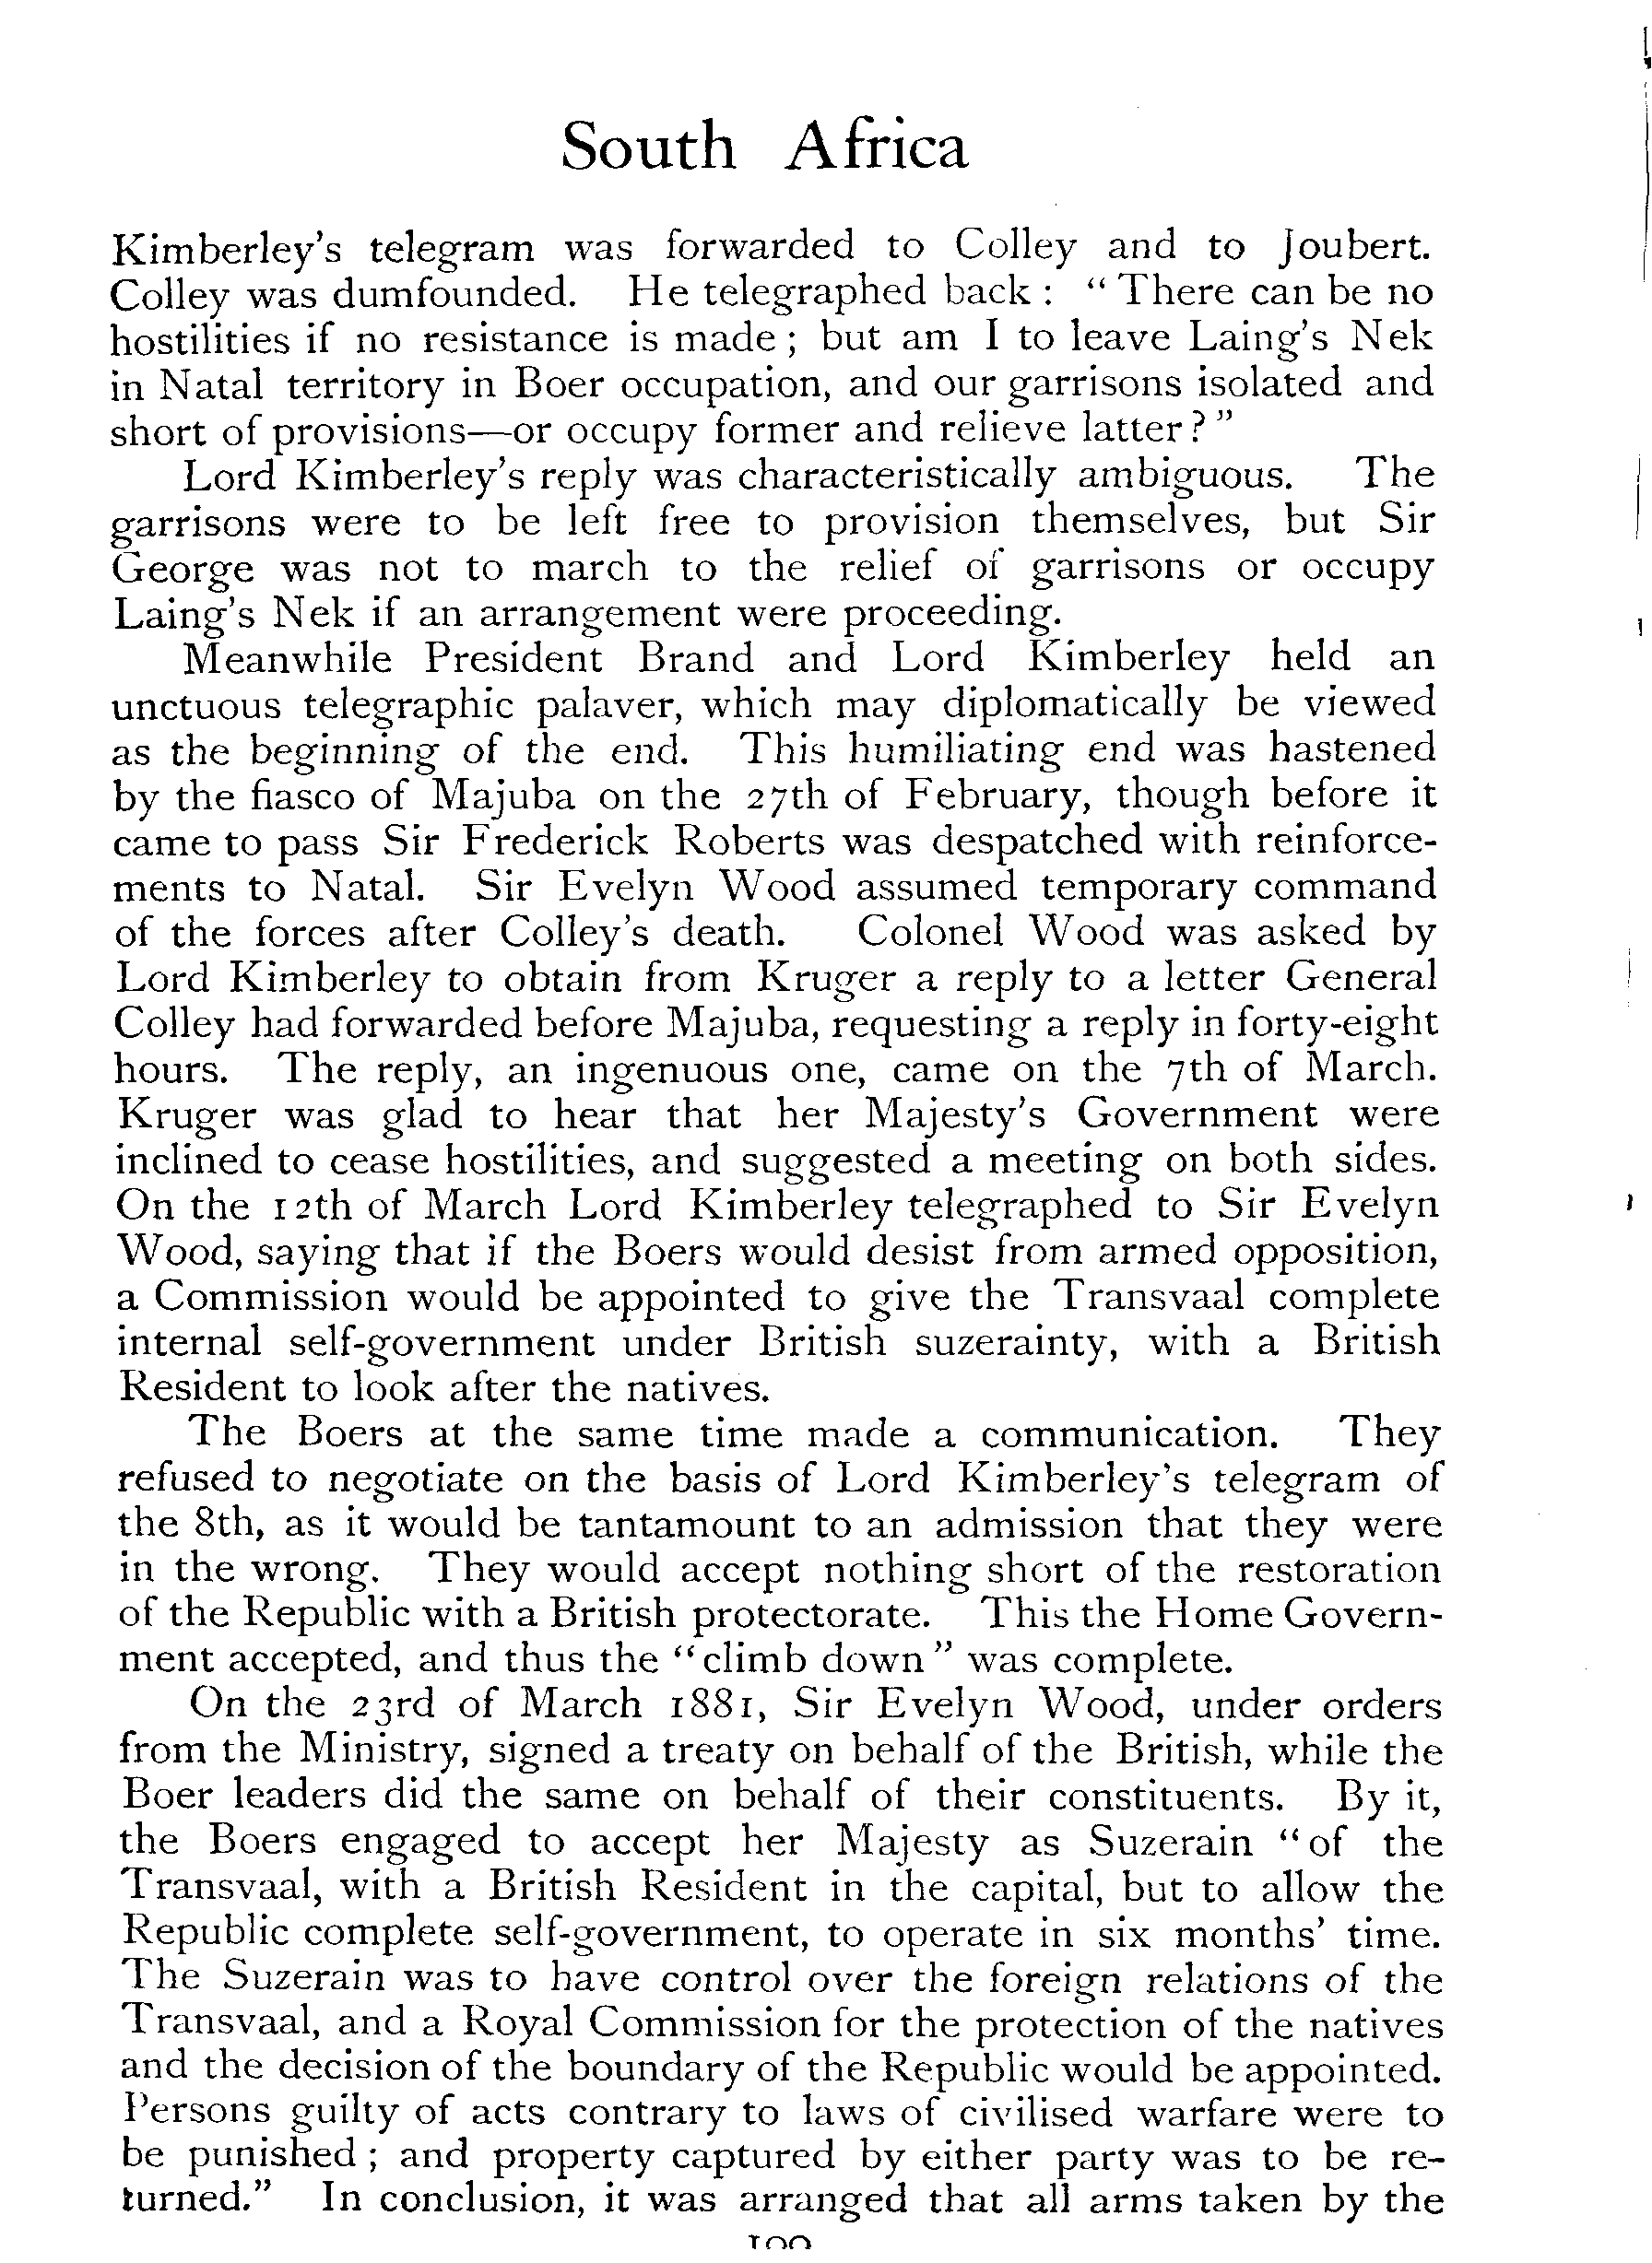 South Africa
Kimberley's telegram was forwarded to Colley and to Joubert.
Colley was dumfounded. He telegraphed back : “ There can be no
hostilities if no resistance is made ; but am I to leave Laing's Nek
in Natal territory in Boer occupation, and our garrisons isolated and
short of provisions—or occupy former and relieve latter ? ”
Lord Kimberley's reply was characteristically ambiguous. The
garrisons were to be left free to provision themselves, but Sir
George was not to march to the relief of garrisons or occupy
Laing's Nek if an arrangement were proceeding.
Meanwhile President Brand and Lord Kimberley held an
unctuous telegraphic palaver, which may diplomatically be viewed
as the beginning of the end. This humiliating end was hastened
by the fiasco of Majuba on the 27th of February, though before it
came to pass Sir Frederick Roberts was despatched with reinforce-
ments to Natal. Sir Evelyn Wood assumed temporary command
of the forces after Colley's death. Colonel Wood was asked by
Lord Kimberley to obtain from Kruger a reply to a letter General
Colley had forwarded before Majuba, requesting a reply in forty-eight
hours. The reply, an ingenuous one, came on the 7th of March.
Kruger was glad to hear that her Majesty's Government were
inclined to cease hostilities, and suggested a meeting on both sides.
On the 12th of March Lord Kimberley telegraphed to Sir Evelyn
Wood, saying that if the Boers would desist from armed opposition,
a Commission would be appointed to give the Transvaal complete
internal self-government under British suzerainty, with a British
Resident to look after the natives.
The Boers at the same time made a communication. They
refused to negotiate on the basis of Lord Kimberley's telegram of
the 8th, as it would be tantamount to an admission that they were
in the wrong. They would accept nothing short of the restoration
of the Republic with a British protectorate. This the Home Govern-
ment accepted, and thus the “ climb down ” was complete.
On the 23rd of March 1881, Sir Evelyn Wood, under orders
from the Ministry, signed a treaty on behalf of the British, while the
Boer leaders did the same on behalf of their constituents. By it,
the Boers engaged to accept her Majesty as Suzerain “ of the
Transvaal, with a British Resident in the capital, but to allow the
Republic complete self-government, to operate in six months' time.
The Suzerain was to have control over the foreign relations of the
Transvaal, and a Royal Commission for the protection of the natives
and the decision of the boundary of the Republic would be appointed.
Persons guilty of acts contrary to laws of civilised warfare were to
be punished ; and property captured by either party was to be re-
turned.” In conclusion, it was arranged that all arms taken by the